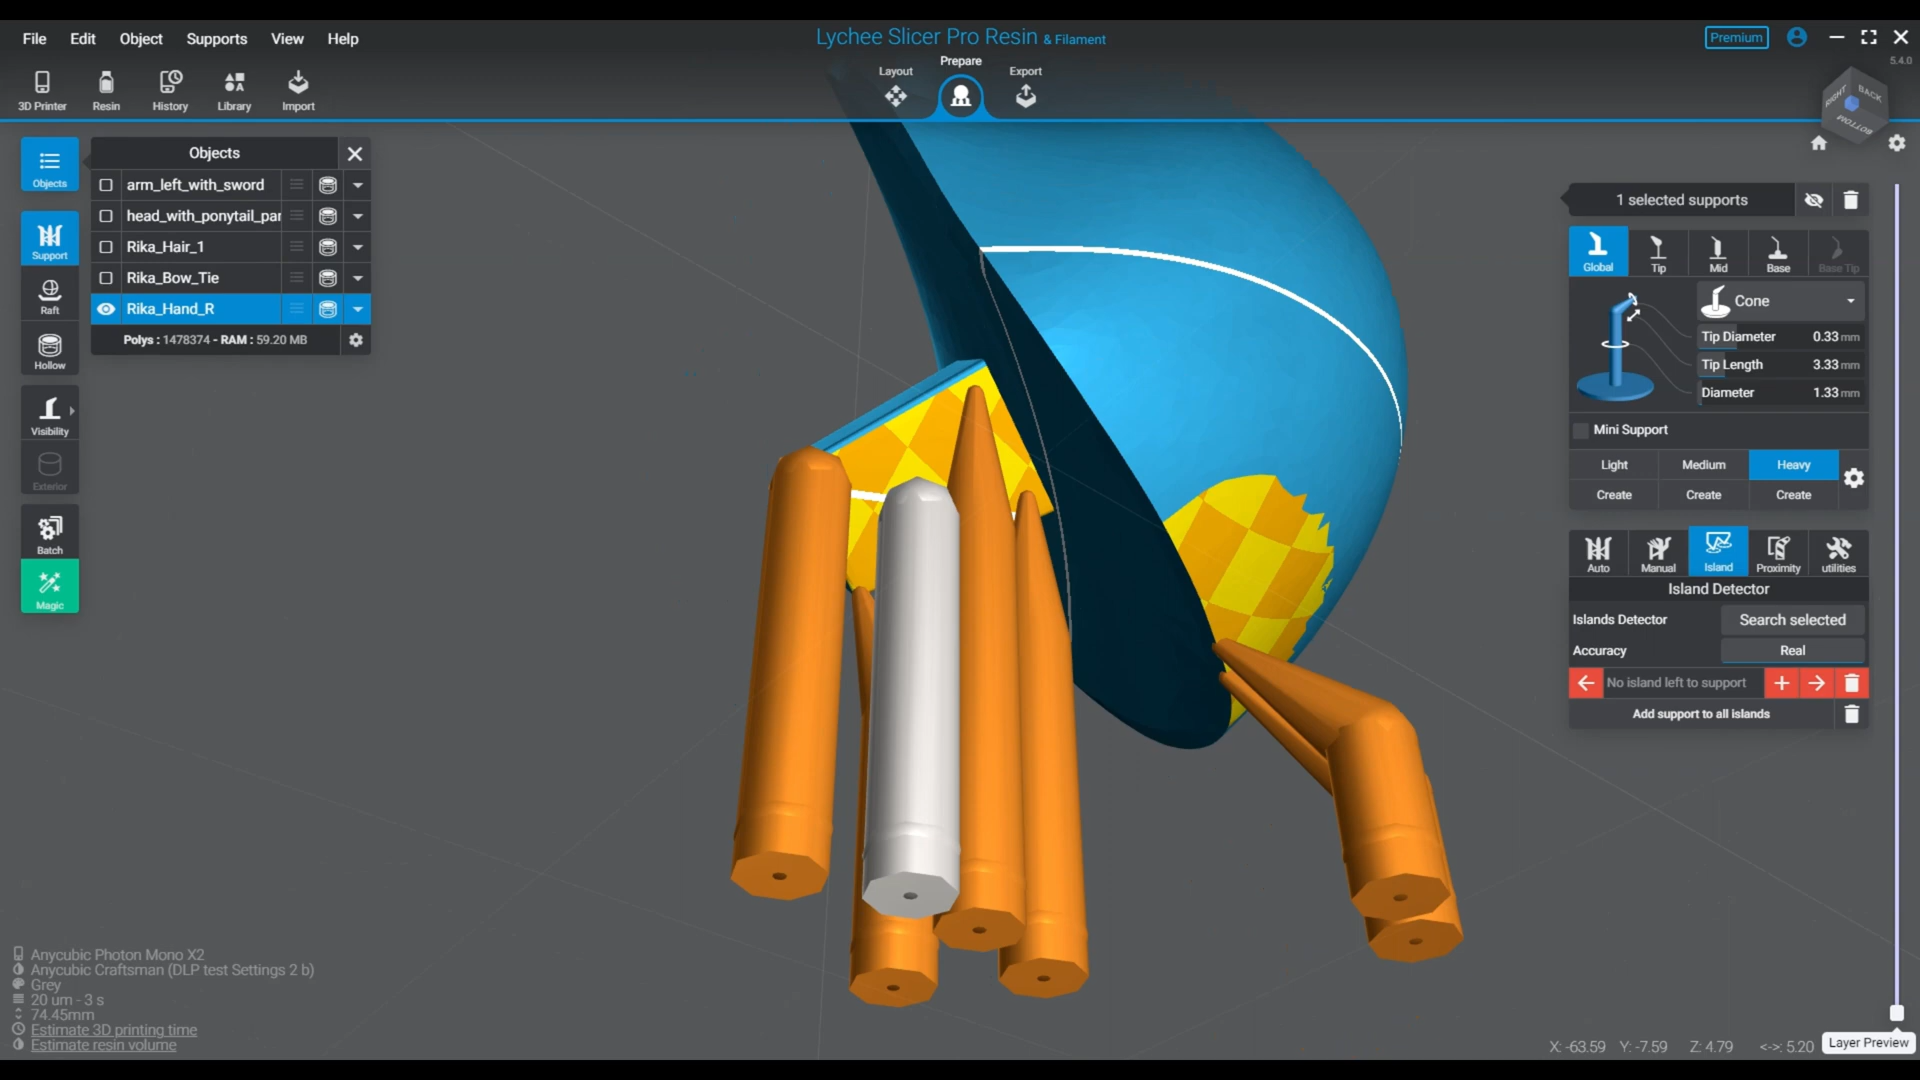 File Edit Object Supports View Help
Lychee Slicer Pro Resin & Filament
Premium
5.4.0
3D Printer Resin History Library Import
Layout Prepare Export
RIGHT BACK BOTTOM
Objects
Objects
arm_left_with_sword
head_with_ponytail_par
Rika_Hair_1
Rika_Bow_Tie
Rika_Hand_R
Polys : 1478374 - RAM : 59.20 MB
Support
Raft
Hollow
Visibility
Exterior
Batch
Magic
1 selected supports
Global Tip Mid Base Base Tip
Cone
Tip Diameter 0.33 mm
Tip Length 3.33 mm
Diameter 1.33 mm
Mini Support
Light Medium Heavy
Create Create Create
Auto Manual Island Proximity utilities
Island Detector
Islands Detector Search selected
Accuracy Real
No island left to support
Add support to all islands
Anycubic Photon Mono X2
Anycubic Craftsman (DLP test Settings 2 b)
Grey
20 um - 3 s
74.45mm
Estimate 3D printing time
Estimate resin volume
X: -63.59 Y: -7.59 Z: 4.79 <->: 5.20
Layer Preview